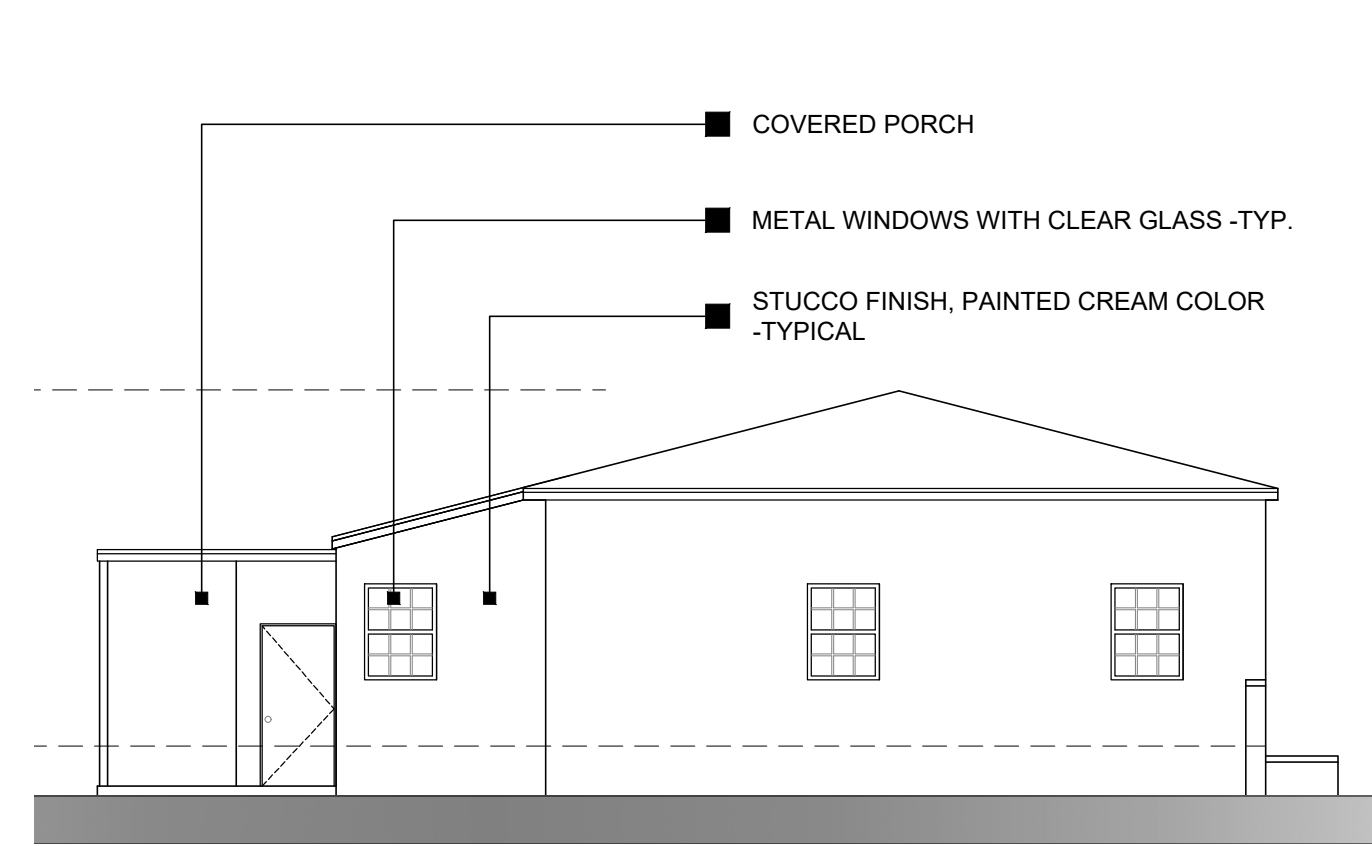 COVERED PORCH
METAL WINDOWS WITH CLEAR GLASS -TYP.
STUCCO FINISH, PAINTED CREAM COLOR
-TYPICAL